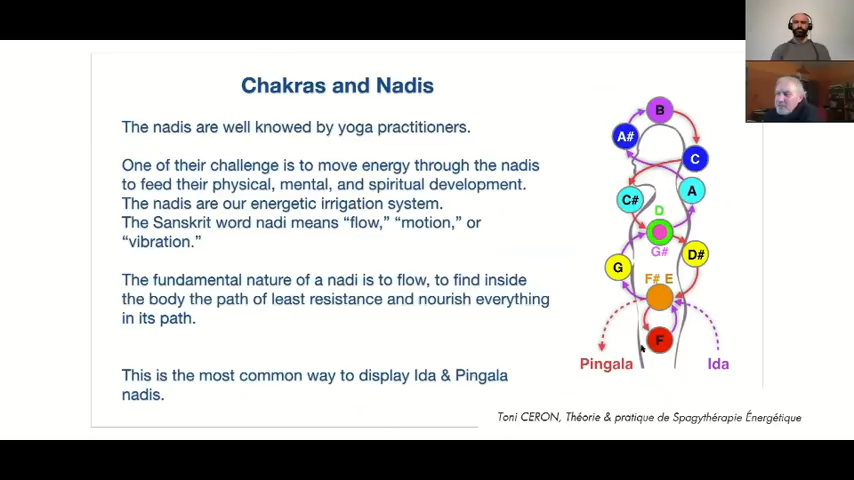 Chakras and Nadis
The nadis are well knowed by yoga practitioners.
One of their challenge is to move energy through the nadis
to feed their physical, mental, and spiritual development.
The nadis are our energetic irrigation system.
The Sanskrit word nadi means “flow,” “motion,” or
“vibration.”
The fundamental nature of a nadi is to flow, to find inside
the body the path of least resistance and nourish everything
in its path.
This is the most common way to display Ida & Pingala
nadis.
B
A#
C
A
C#
D
G#
D#
G
F# E
F
Pingala
Ida
Toni CERON, Théorie & pratique de Spagythérapie Énergétique